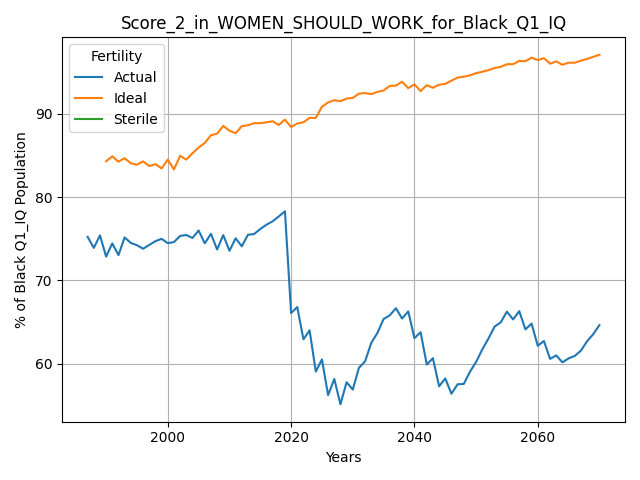 Score_2_in_WOMEN_SHOULD_WORK_for_Black_Q1_IQ
Fertility
Actual
Ideal
Sterile
% of Black Q1_IQ Population
90
80
70
60
2000
2020
2040
2060
Years